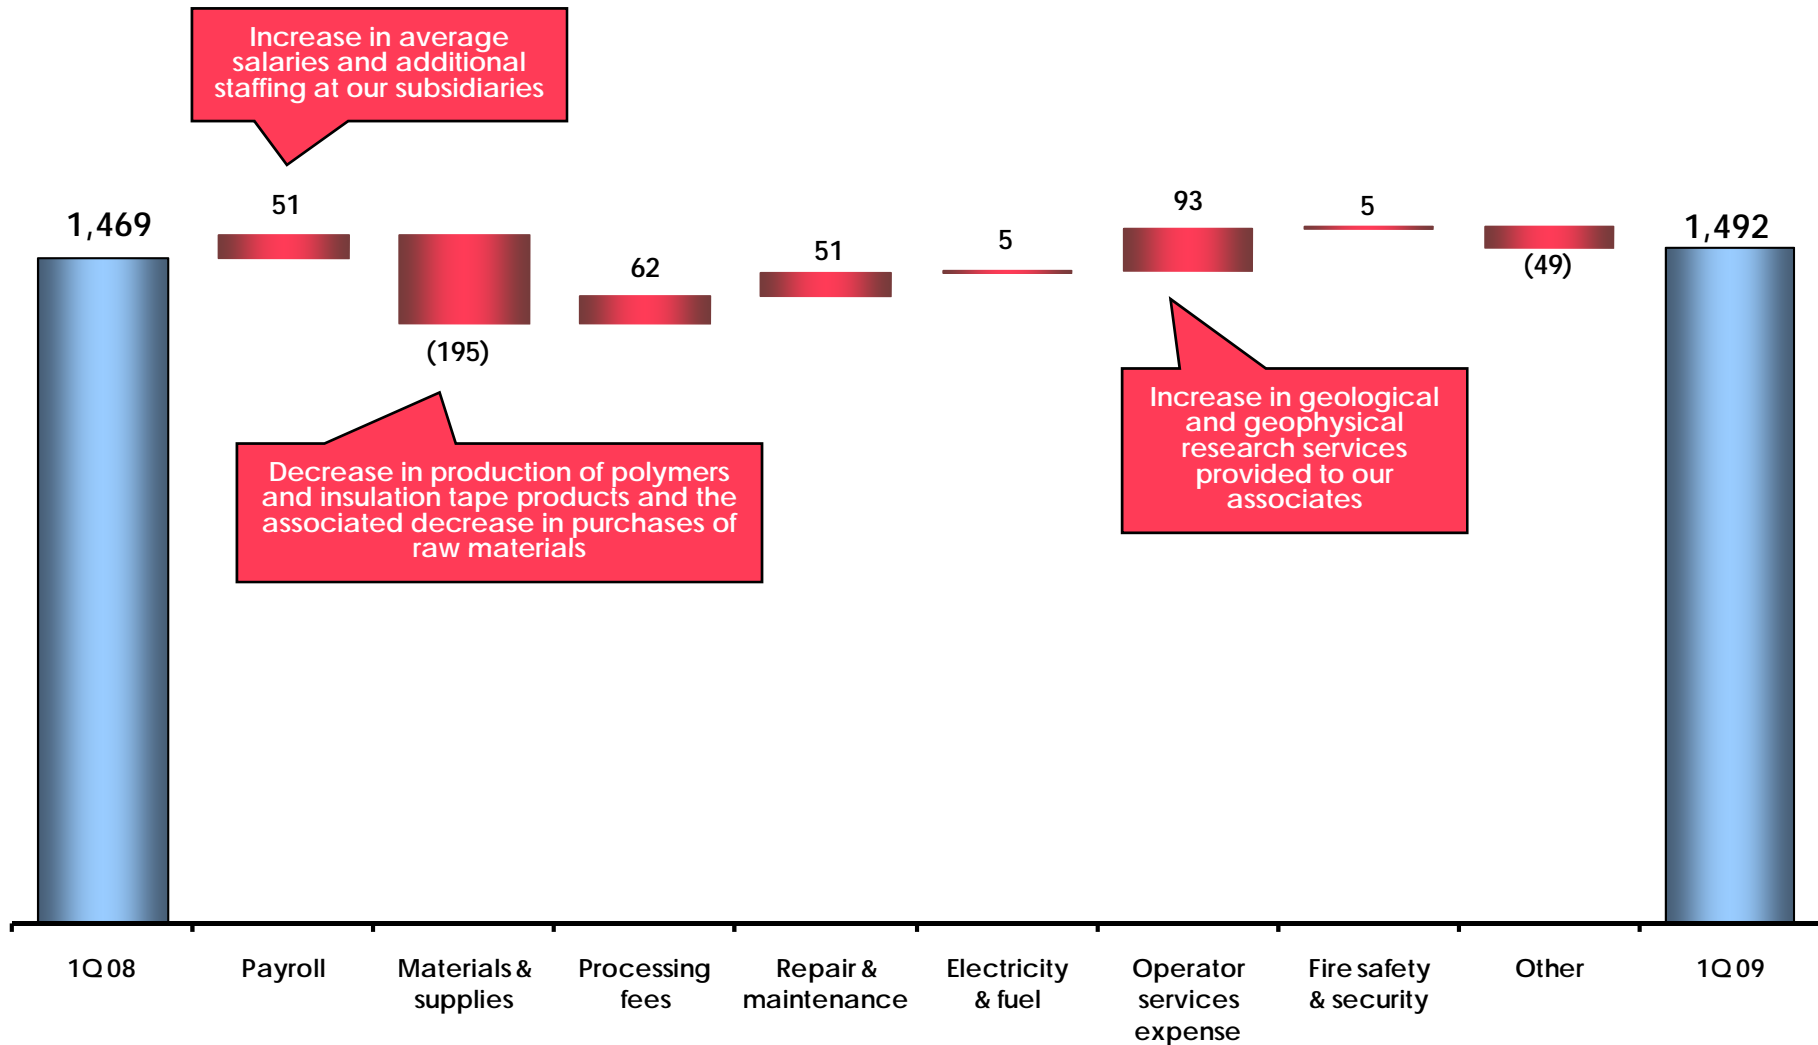 Increase in average
salaries and additional
staffing at our subsidiaries
1,469
51
(195)
62
51
5
93
5
(49)
1,492
Decrease in production of polymers
and insulation tape products and the
associated decrease in purchases of
raw materials
Increase in geological
and geophysical
research services
provided to our
associates
1Q 08
Payroll
Materials &
supplies
Processing
fees
Repair &
maintenance
Electricity
& fuel
Operator
services
expense
Fire safety
& security
Other
1Q 09